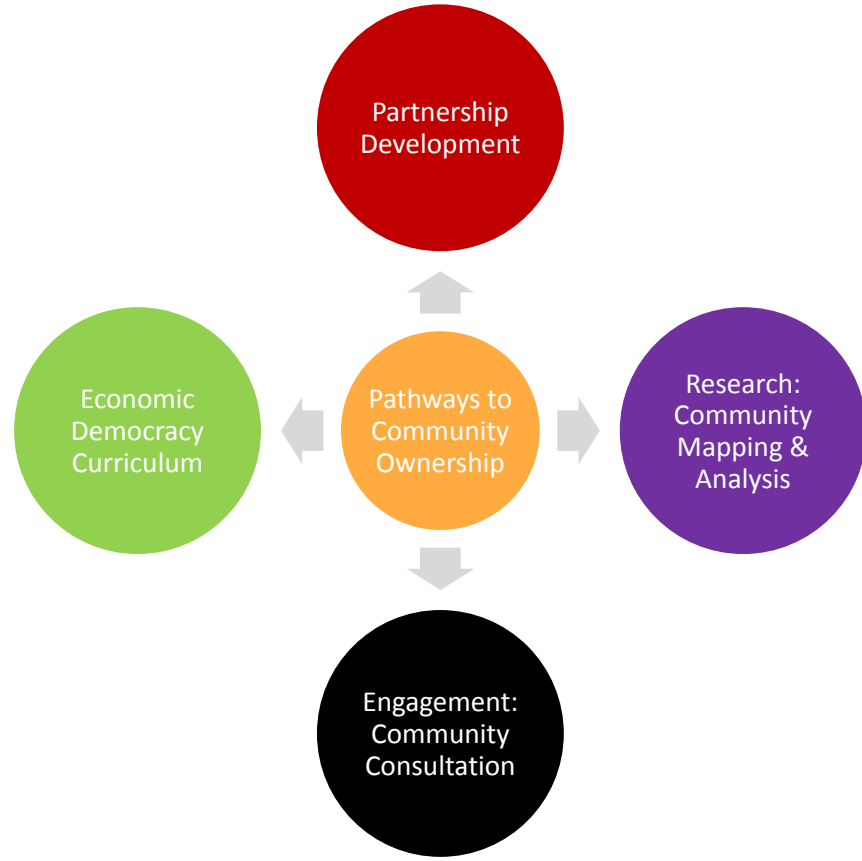 Partnership
Development
Economic
Democracy
Curriculum
Pathways to
Community
Ownership
Research:
Community
Mapping &
Analysis
Engagement:
Community
Consultation